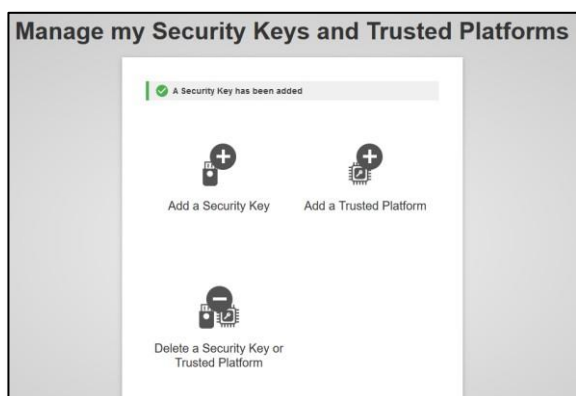 Manage my Security Keys and Trusted Platforms
A Security Key has been added
Add a Security Key
Add a Trusted Platform
Delete a Security Key or
Trusted Platform